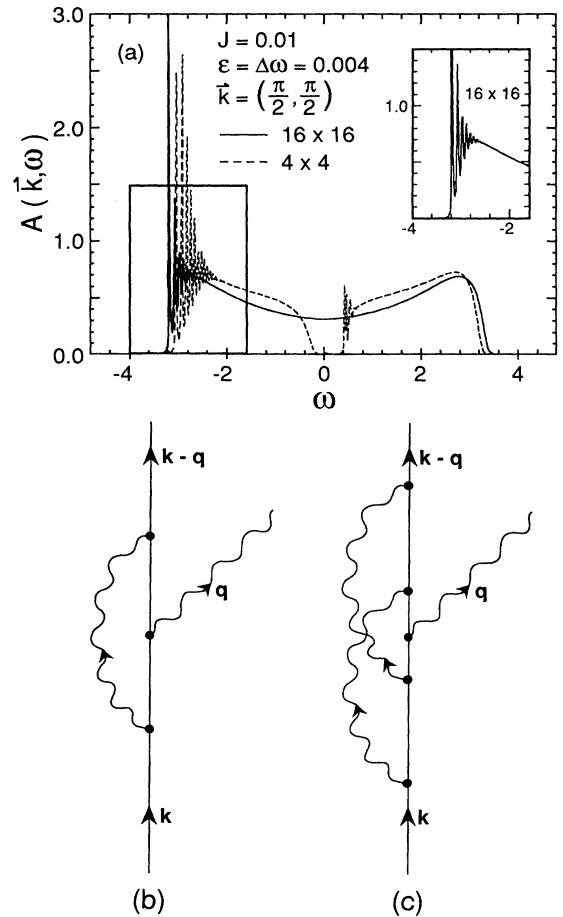 3.0
(a)
J = 0.01
ε = Δω = 0.004
k⃗ = (π/2, π/2)
16 x 16
4 x 4
2.0
1.0
0.0
A(k⃗,ω)
-4 -2 0 2 4
ω
1.0
16 x 16
-4 -2
k - q
q
k
(b)
k - q
q
k
(c)